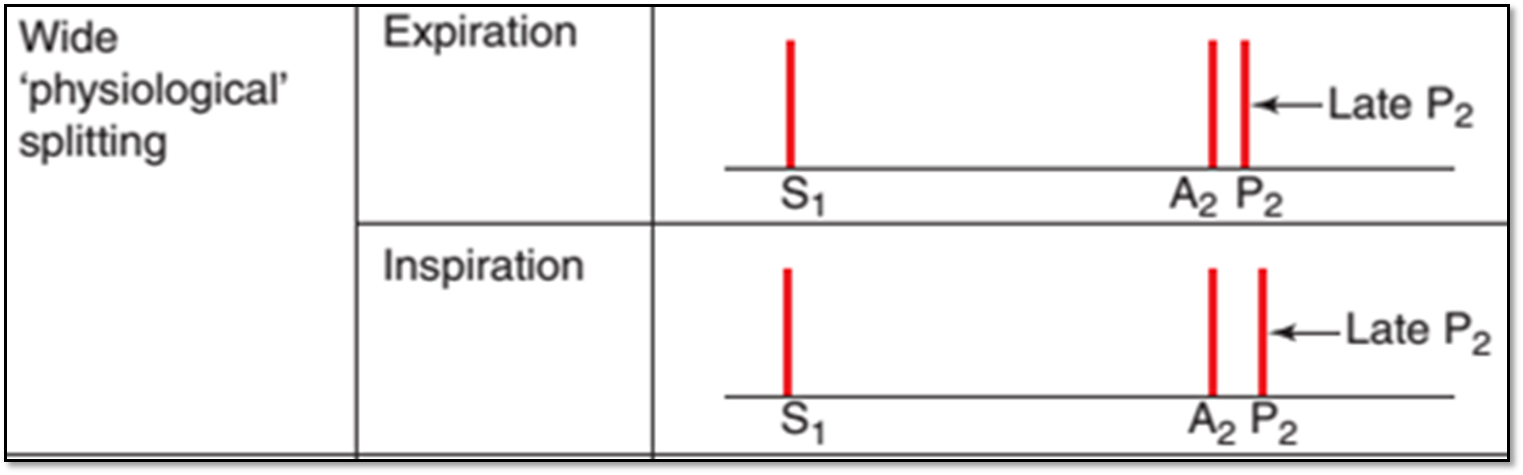 Wide
‘physiological’
splitting
Expiration
Late P₂
S₁
A₂ P₂
Inspiration
Late P₂
S₁
A₂ P₂